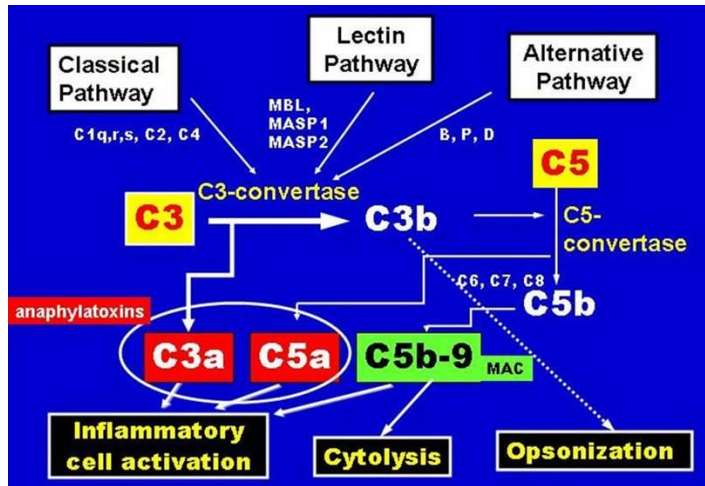 Classical
Pathway
Lectin
Pathway
Alternative
Pathway
C1q,r,s, C2, C4
MBL,
MASP1
MASP2
B, P, D
C5
C3-convertase
C3
C3b
C5-
convertase
C6, C7, C8
C5b
anaphylatoxins
C3a
C5a
C5b-9
MAC
Inflammatory
cell activation
Cytolysis
Opsonization